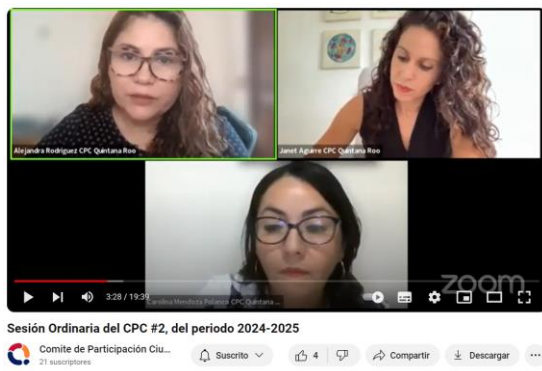 Alejandra Rodriguez CPC Quintana Roo
Janet Aguirre CPC Quintana Roo
Carolina Mendoza Polanco CPC Quintana ...
zoom
3:28 / 19:39
Sesión Ordinaria del CPC #2, del periodo 2024-2025
Comite de Participación Ciu...
21 suscriptores
Suscrito
4
Compartir
Descargar